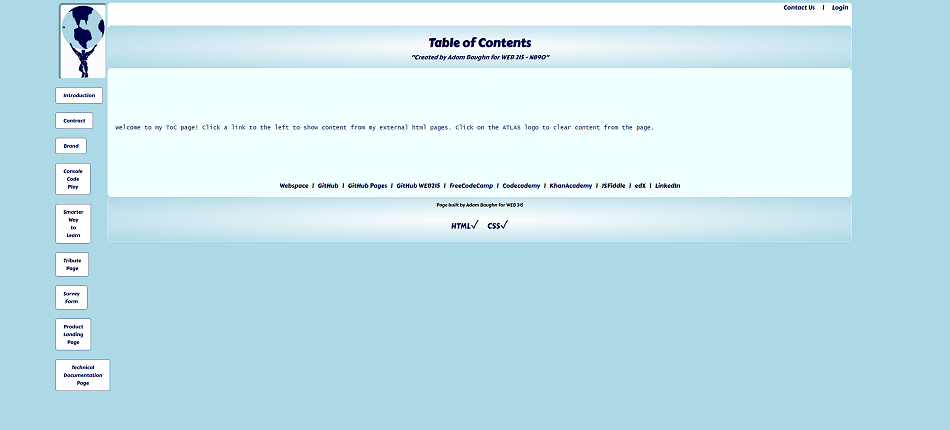 Contact Us | Login
Table of Contents
"Created by Adam Baughn for WEB 215 - N890"
Introduction
Contract
Brand
Console
Code
Play
Smarter
Way
to
Learn
Tribute
Page
Survey
Form
Product
Landing
Page
Technical
Documentation
Page
Welcome to my ToC page! Click a link to the left to show content from my external html pages. Click on the ATLAS logo to clear content from the page.
Webspace | GitHub | GitHub Pages | GitHub WEB215 | freeCodeCamp | Codecademy | KhanAcademy | JSFiddle | edX | LinkedIn
Page built by Adam Baughn for WEB 215
HTML✓ CSS✓